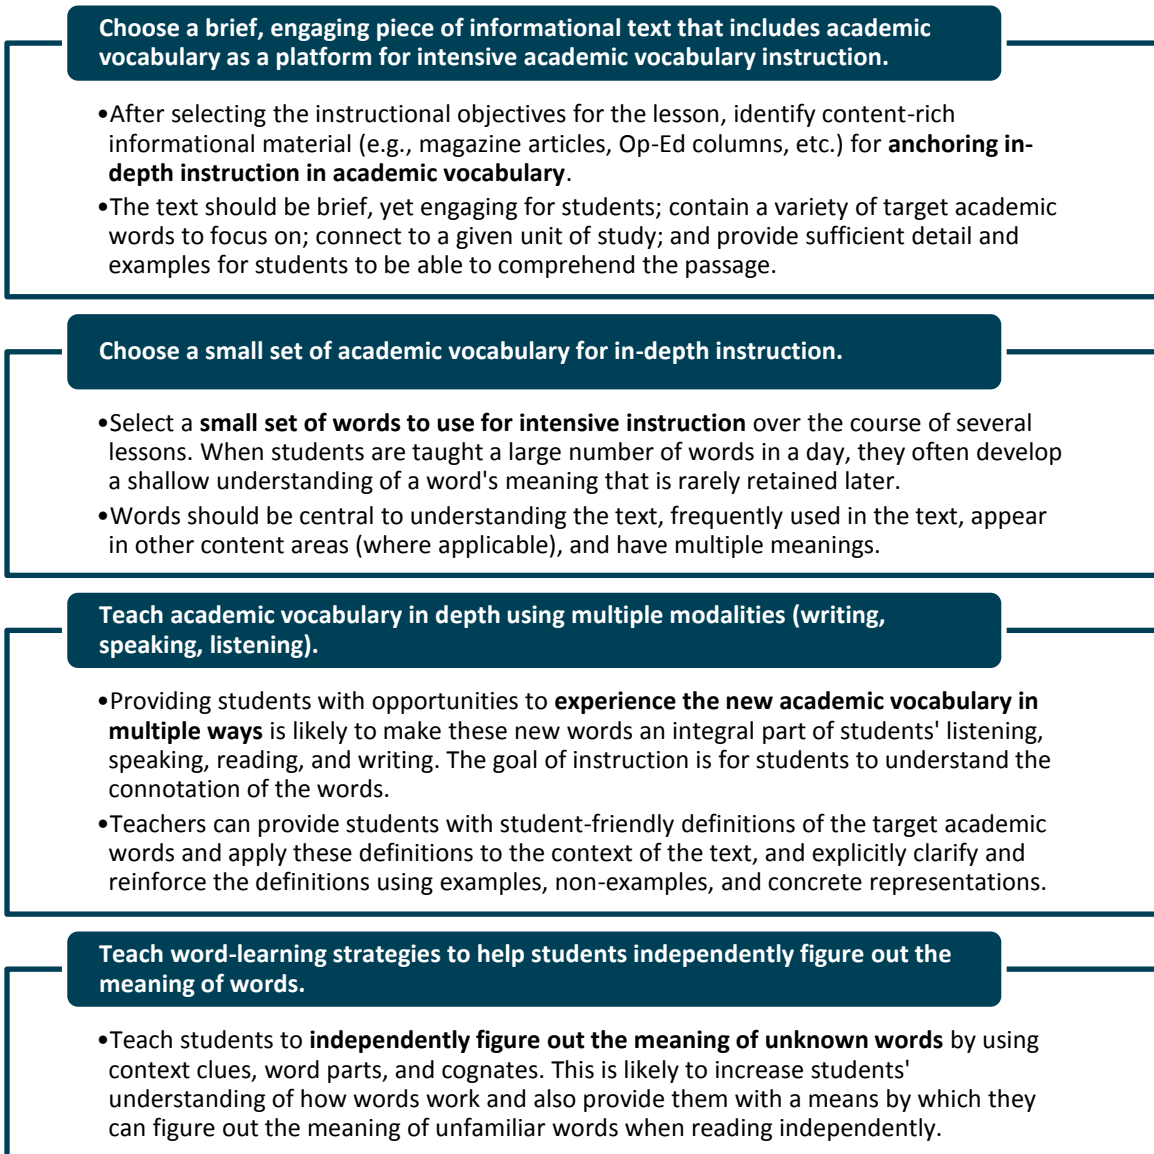 Choose a brief, engaging piece of informational text that includes academic
vocabulary as a platform for intensive academic vocabulary instruction.
•After selecting the instructional objectives for the lesson, identify content-rich
informational material (e.g., magazine articles, Op-Ed columns, etc.) for anchoring in-
depth instruction in academic vocabulary.
•The text should be brief, yet engaging for students; contain a variety of target academic
words to focus on; connect to a given unit of study; and provide sufficient detail and
examples for students to be able to comprehend the passage.
Choose a small set of academic vocabulary for in-depth instruction.
•Select a small set of words to use for intensive instruction over the course of several
lessons. When students are taught a large number of words in a day, they often develop
a shallow understanding of a word's meaning that is rarely retained later.
•Words should be central to understanding the text, frequently used in the text, appear
in other content areas (where applicable), and have multiple meanings.
Teach academic vocabulary in depth using multiple modalities (writing,
speaking, listening).
•Providing students with opportunities to experience the new academic vocabulary in
multiple ways is likely to make these new words an integral part of students' listening,
speaking, reading, and writing. The goal of instruction is for students to understand the
connotation of the words.
•Teachers can provide students with student-friendly definitions of the target academic
words and apply these definitions to the context of the text, and explicitly clarify and
reinforce the definitions using examples, non-examples, and concrete representations.
Teach word-learning strategies to help students independently figure out the
meaning of words.
•Teach students to independently figure out the meaning of unknown words by using
context clues, word parts, and cognates. This is likely to increase students'
understanding of how words work and also provide them with a means by which they
can figure out the meaning of unfamiliar words when reading independently.